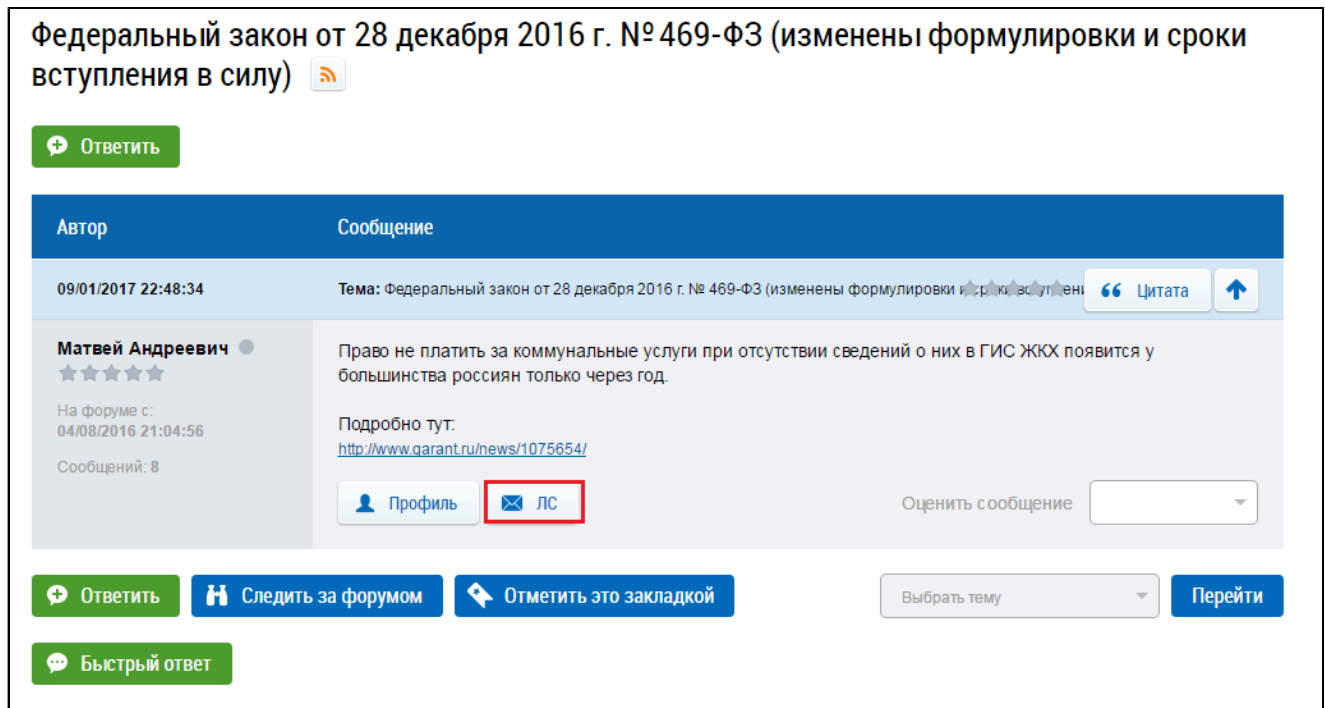 Федеральный закон от 28 декабря 2016 г. № 469-ФЗ (изменены формулировки и сроки
вступления в силу)
Ответить
Автор Сообщение
09/01/2017 22:48:34 Тема: Федеральный закон от 28 декабря 2016 г. № 469-ФЗ (изменены формулировки и сроки вступлени Цитата
Матвей Андреевич
Право не платить за коммунальные услуги при отсутствии сведений о них в ГИС ЖКХ появится у
большинства россиян только через год.
На форуме с:
04/08/2016 21:04:56
Сообщений: 8
Подробно тут:
http://www.garant.ru/news/1075654/
Профиль ЛС Оценить сообщение
Ответить Следить за форумом Отметить это закладкой Выбрать тему Перейти
Быстрый ответ